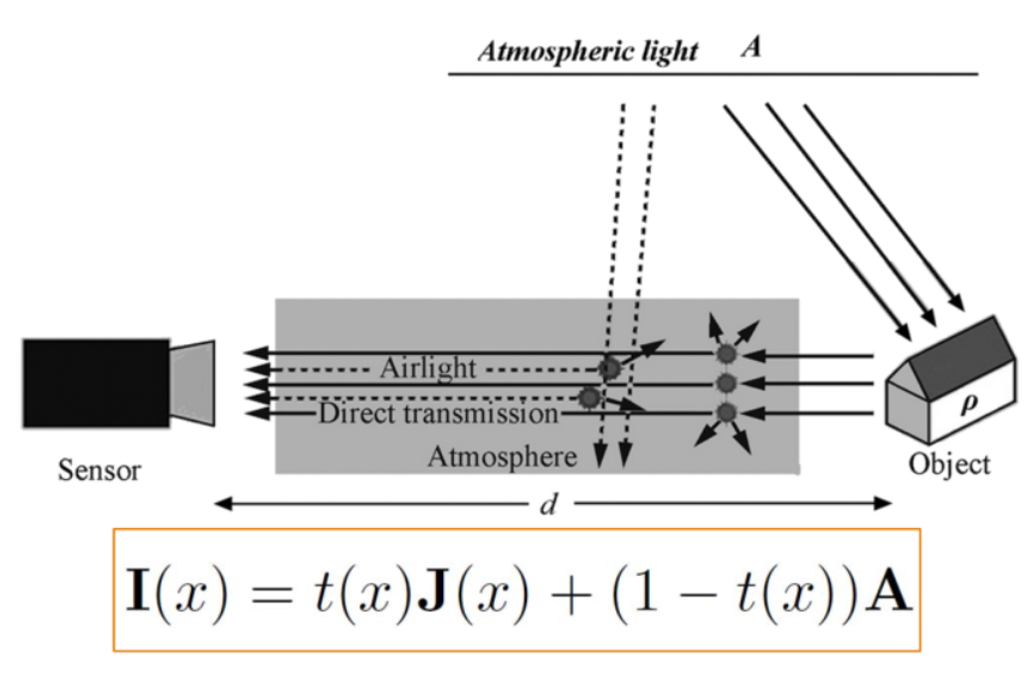 Atmospheric light A
Airlight
Direct transmission
Atmosphere
ρ
Sensor
Object
d
I(x) = t(x)J(x) + (1 − t(x))A